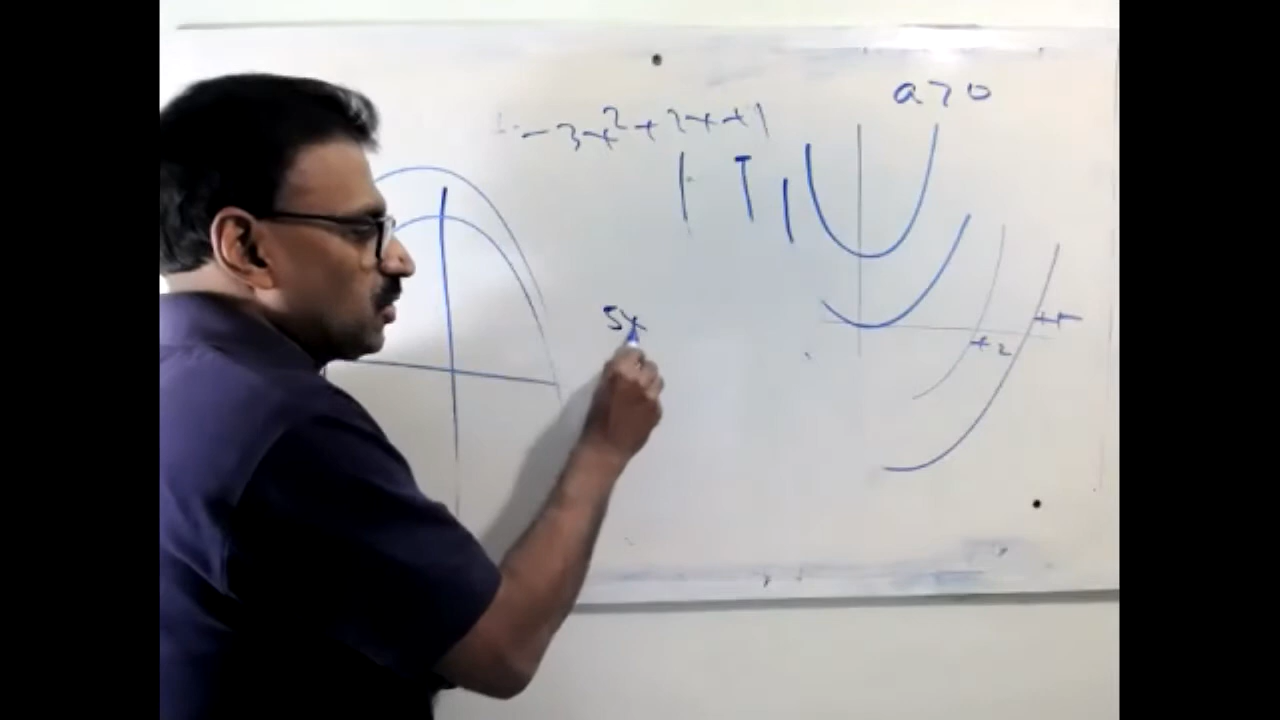 a > 0
-3x² + 2x + 1
5x